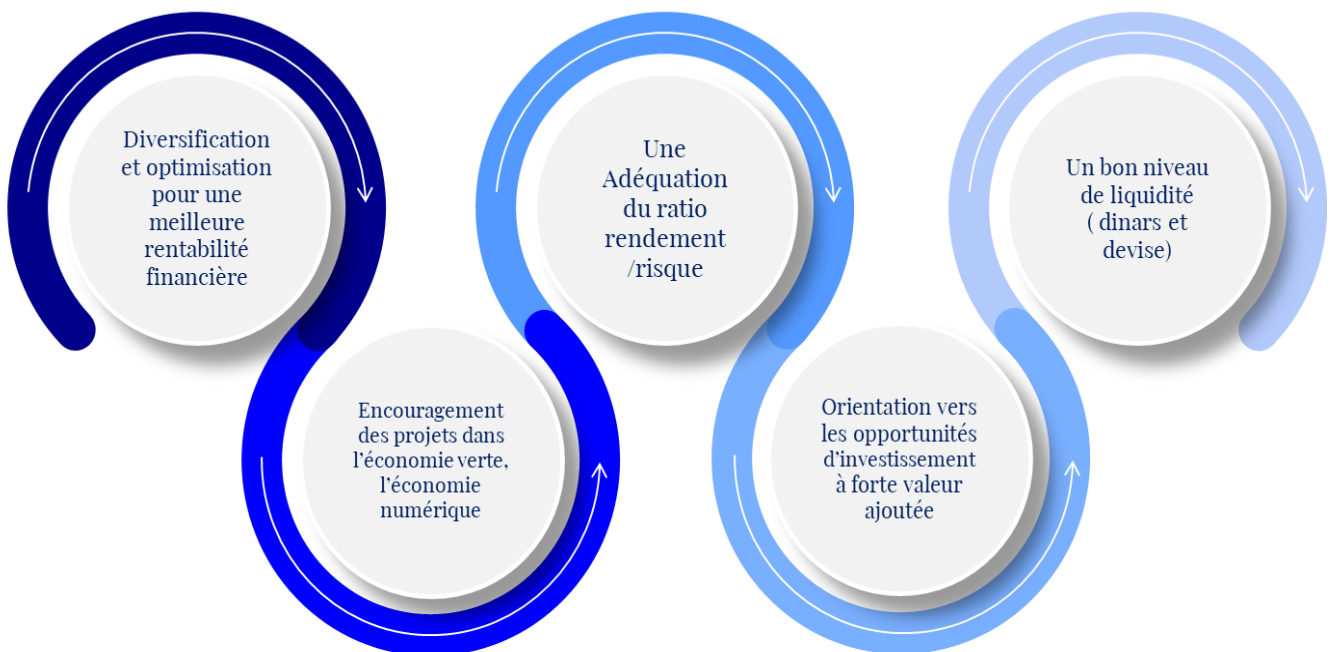 Diversification
et optimisation
pour une
meilleure
rentabilité
financière
Encouragement
des projets dans
l’économie verte,
l’économie
numérique
Une
Adéquation
du ratio
rendement
/risque
Orientation vers
les opportunités
d’investissement
à forte valeur
ajoutée
Un bon niveau
de liquidité
( dinars et
devise)